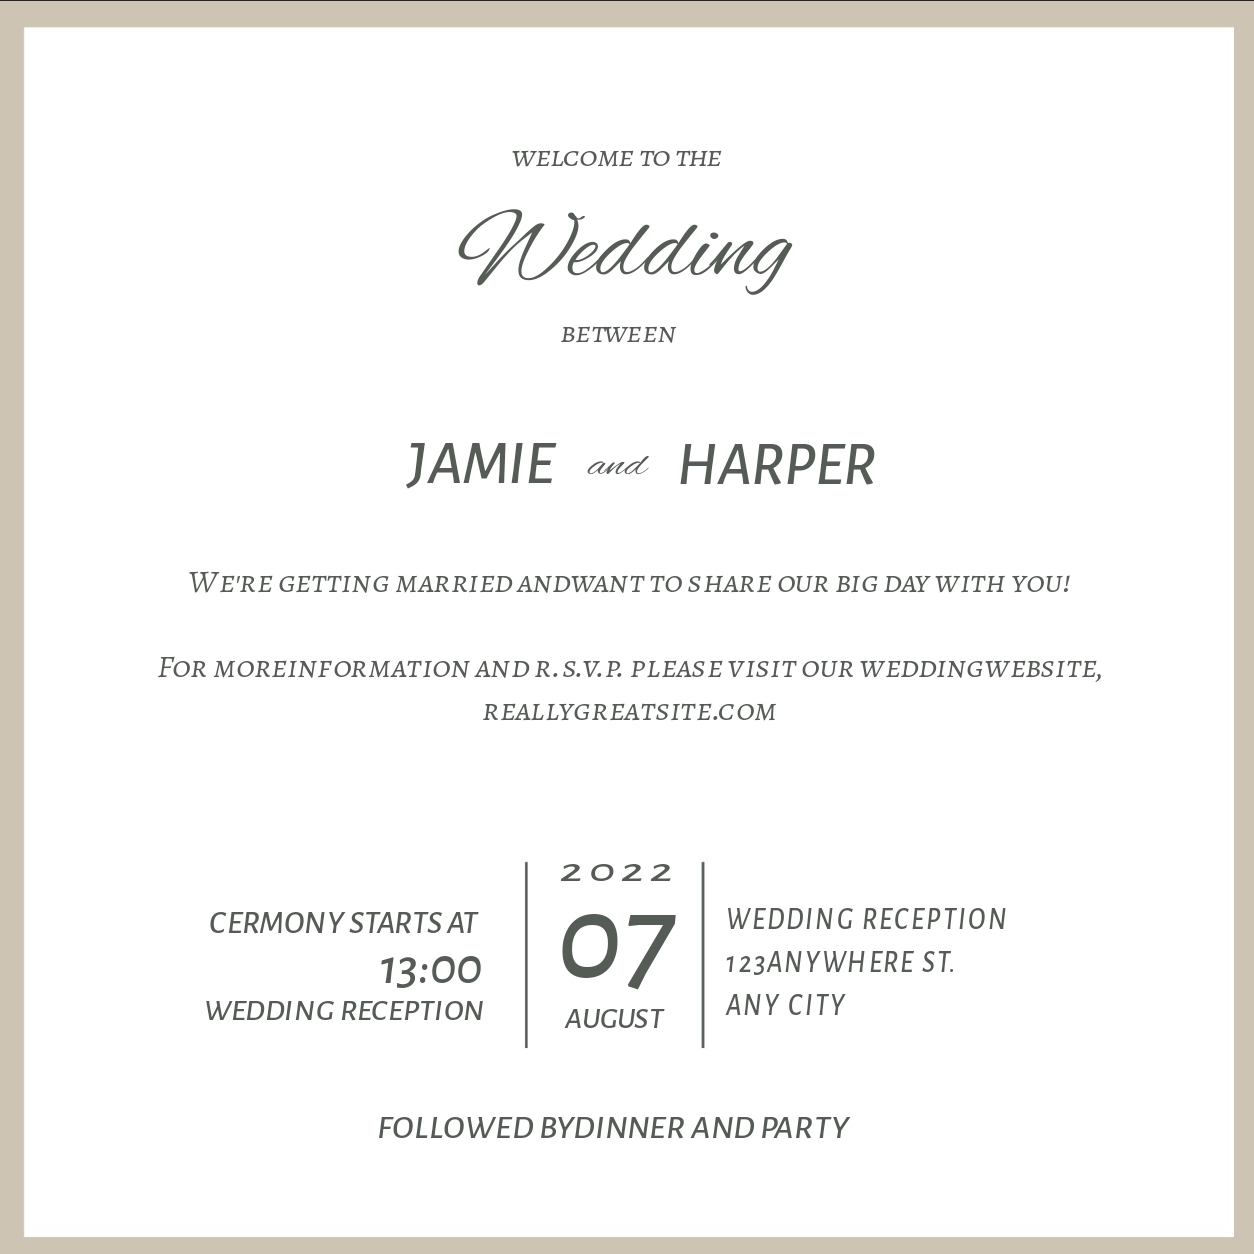 WELCOME TO THE
Wedding
BETWEEN
JAMIE and HARPER
WE'RE GETTING MARRIED ANDWANT TO SHARE OUR BIG DAY WITH YOU!
FOR MOREINFORMATION AND R.S.V.P. PLEASE VISIT OUR WEDDINGWEBSITE,
REALLYGREATSITE.COM
CERMONY STARTS AT
13:00
WEDDING RECEPTION
2022
07
AUGUST
WEDDING RECEPTION
123ANYWHERE ST.
ANY CITY
FOLLOWED BYDINNER AND PARTY